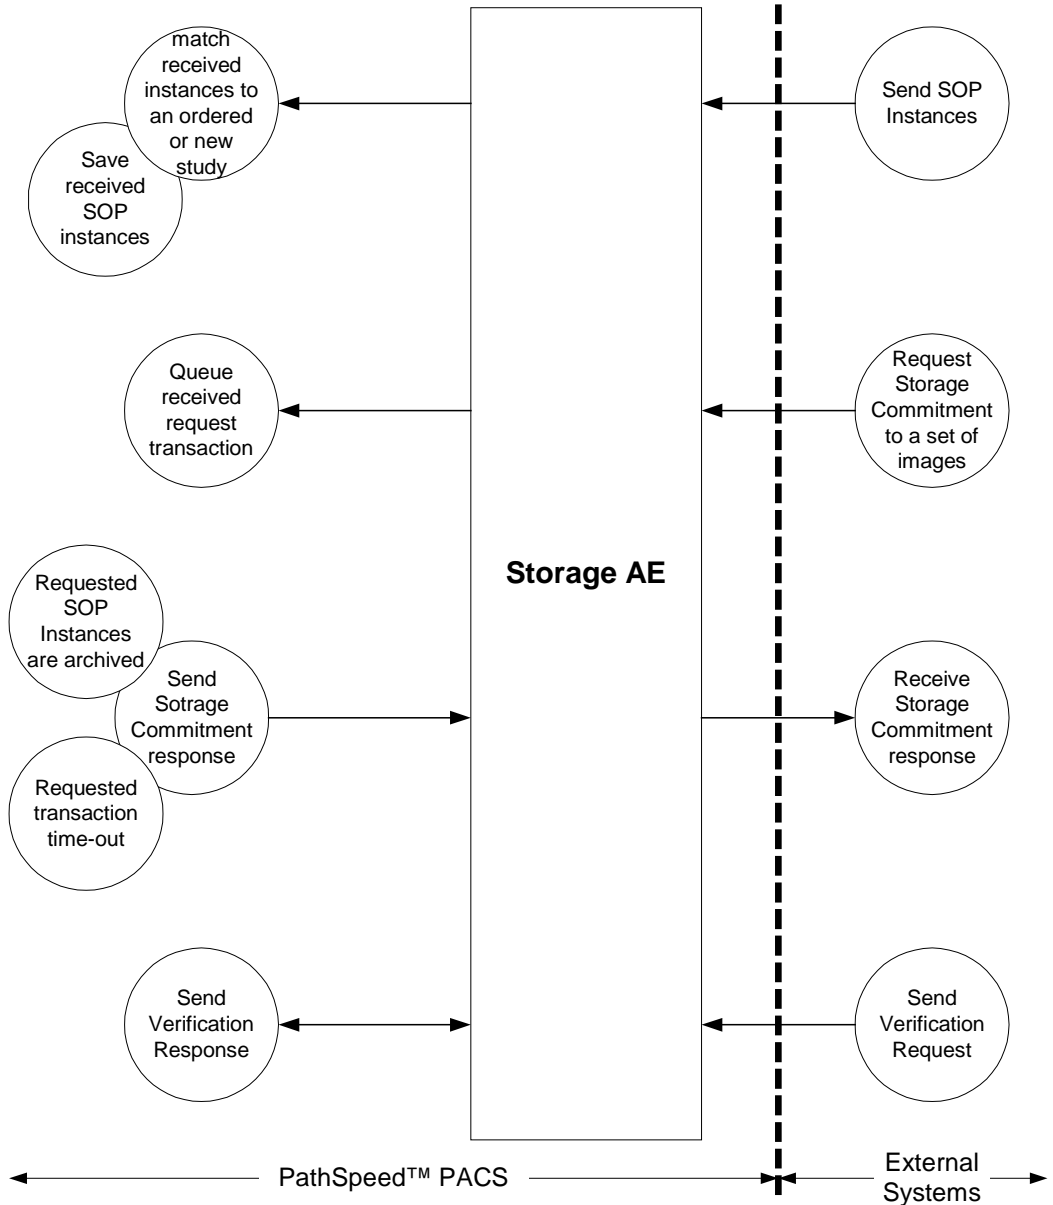 match
received
instances to
an ordered
or new
study
Send SOP
Instances
Save
received
SOP
instances
Queue
received
request
transaction
Request
Storage
Commitment
to a set of
images
Storage AE
Requested
SOP
Instances
are archived
Send
Sotrage
Commitment
response
Receive
Storage
Commitment
response
Requested
transaction
time-out
Send
Verification
Response
Send
Verification
Request
PathSpeed™ PACS
External
Systems